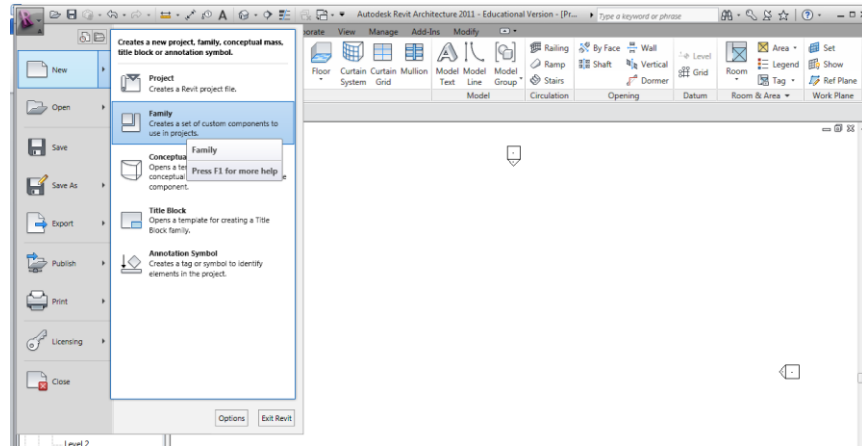 Autodesk Revit Architecture 2011 - Educational Version - [Pr...
Type a keyword or phrase
View Manage Add-Ins Modify
Creates a new project, family, conceptual mass,
title block or annotation symbol.
New
Project
Creates a Revit project file.
Open
Family
Creates a set of custom components to
use in projects.
Family
Press F1 for more help
Save
component.
Save As
Title Block
Opens a template for creating a Title
Block family.
Export
Annotation Symbol
Creates a tag or symbol to identify
elements in the project.
Publish
Print
Licensing
Close
Options Exit Revit
Level 2
Floor
Curtain
System
Curtain
Grid
Mullion
Model
Text
Model
Line
Model
Group
Model
Railing
Ramp
Stairs
Circulation
By Face
Shaft
Wall
Vertical
Dormer
Opening
Level
Grid
Datum
Room
Area
Legend
Tag
Room & Area
Set
Show
Ref Plane
Work Plane